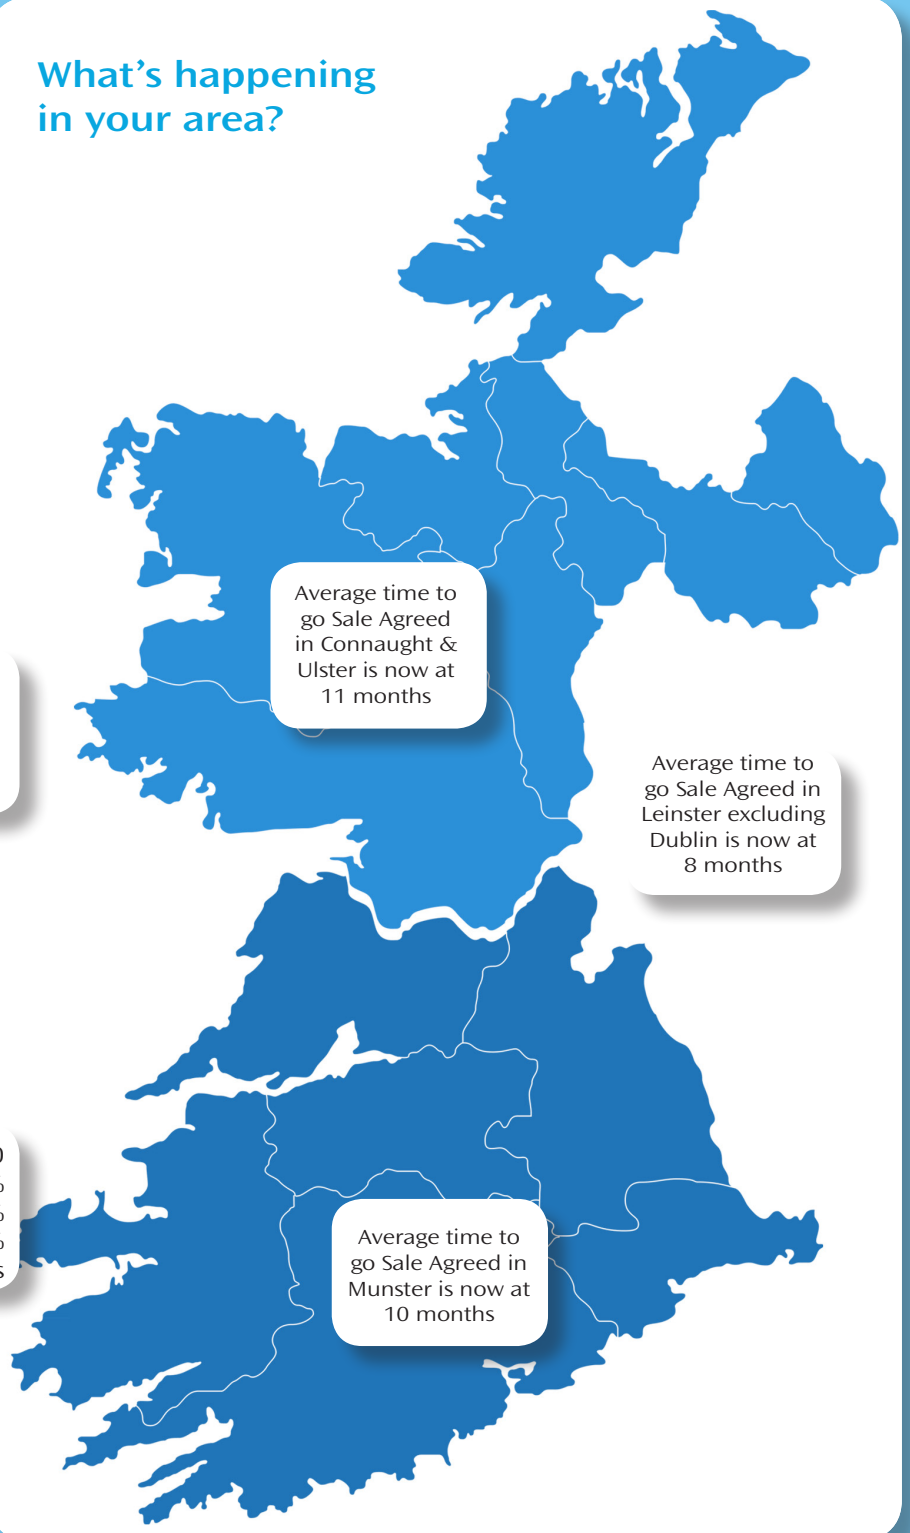 What's happening
in your area?
Average time to
go Sale Agreed
in Connaught &
Ulster is now at
11 months
Average time to
go Sale Agreed in
Leinster excluding
Dublin is now at
8 months
%
%
%
s
Average time to
go Sale Agreed in
Munster is now at
10 months